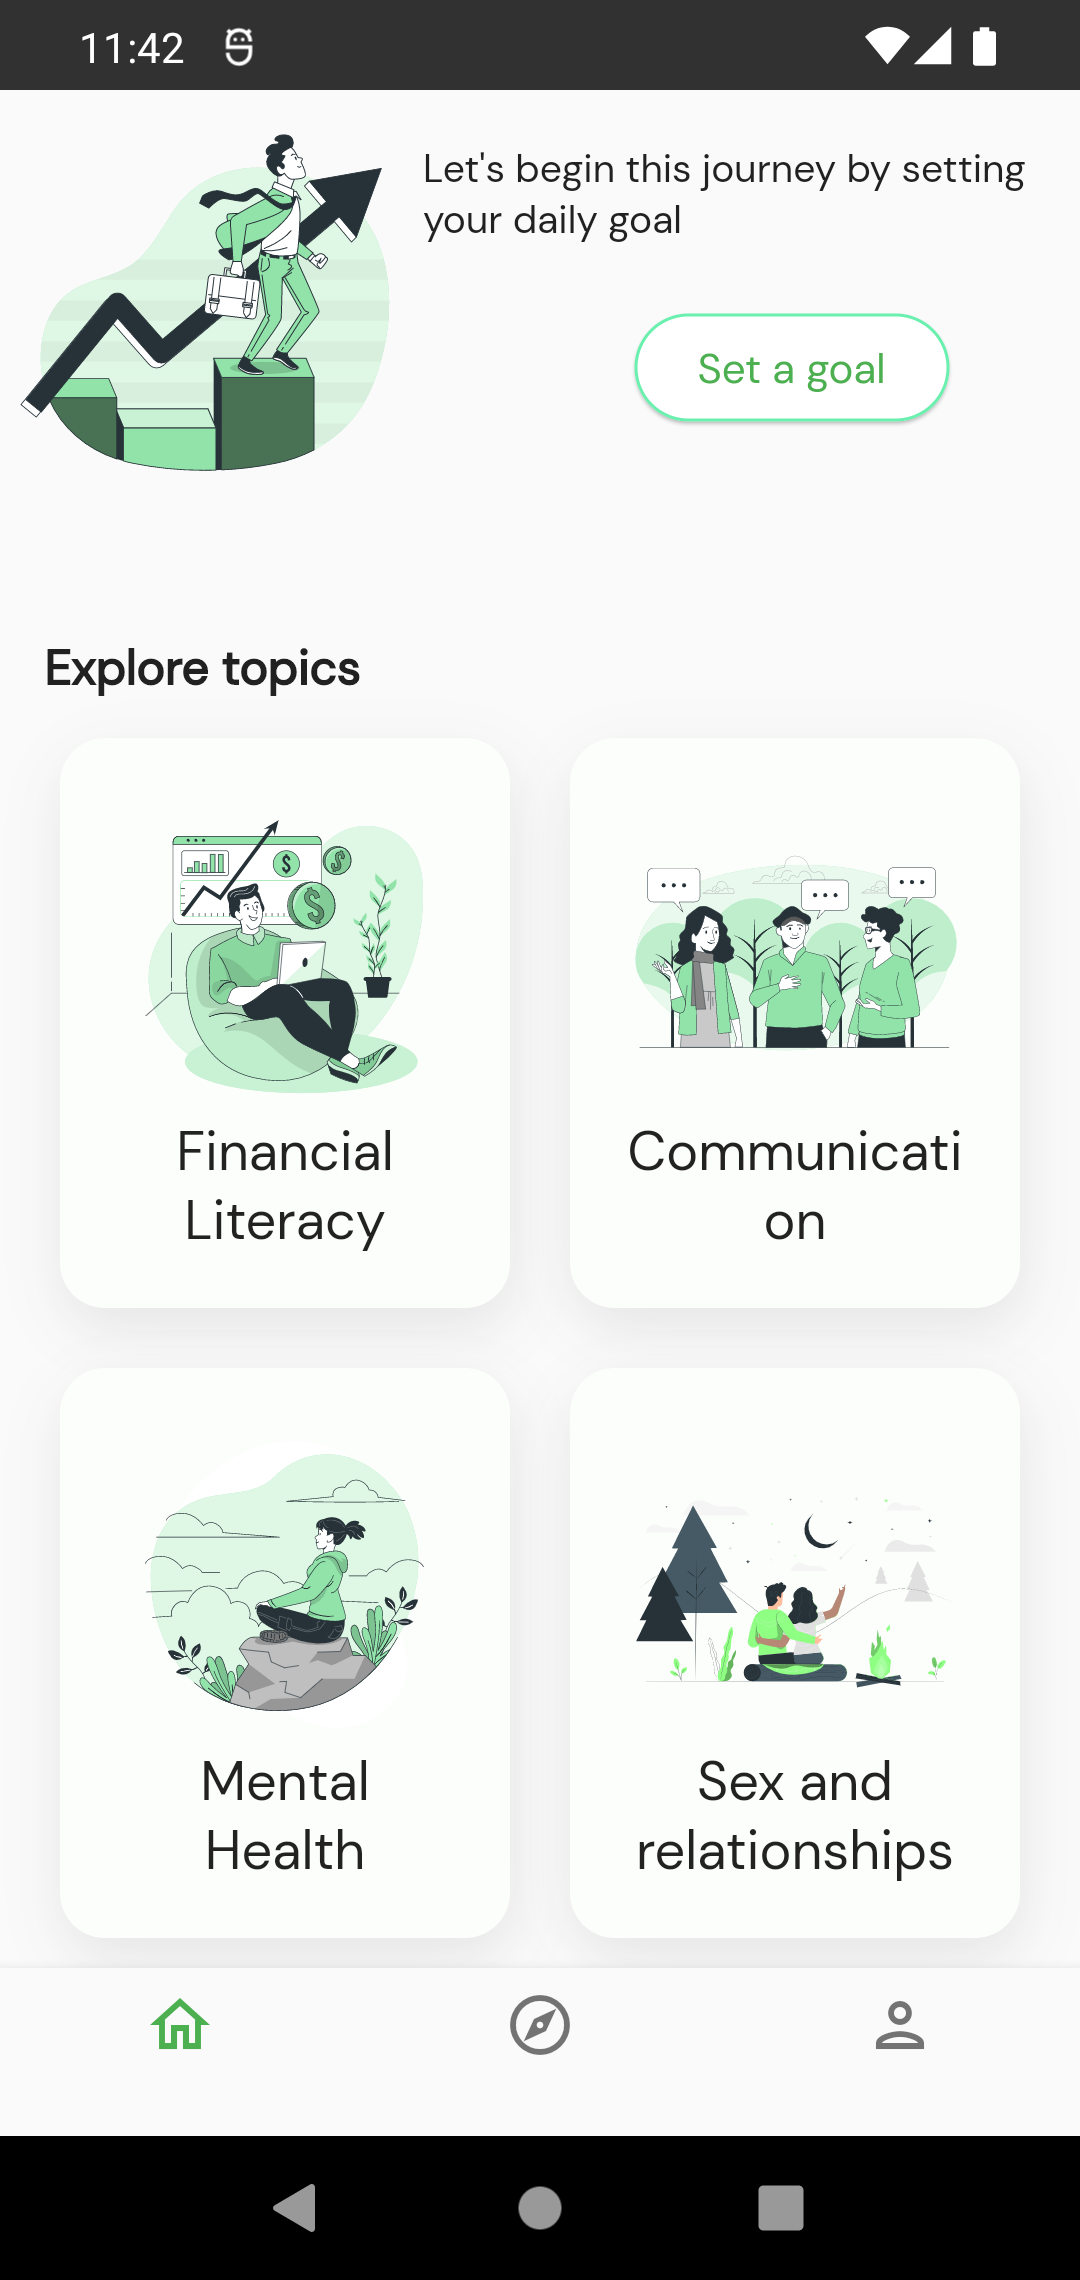 11:42
Let's begin this journey by setting
your daily goal
Set a goal
Explore topics
Financial
Literacy
Communicati
on
Mental
Health
Sex and
relationships